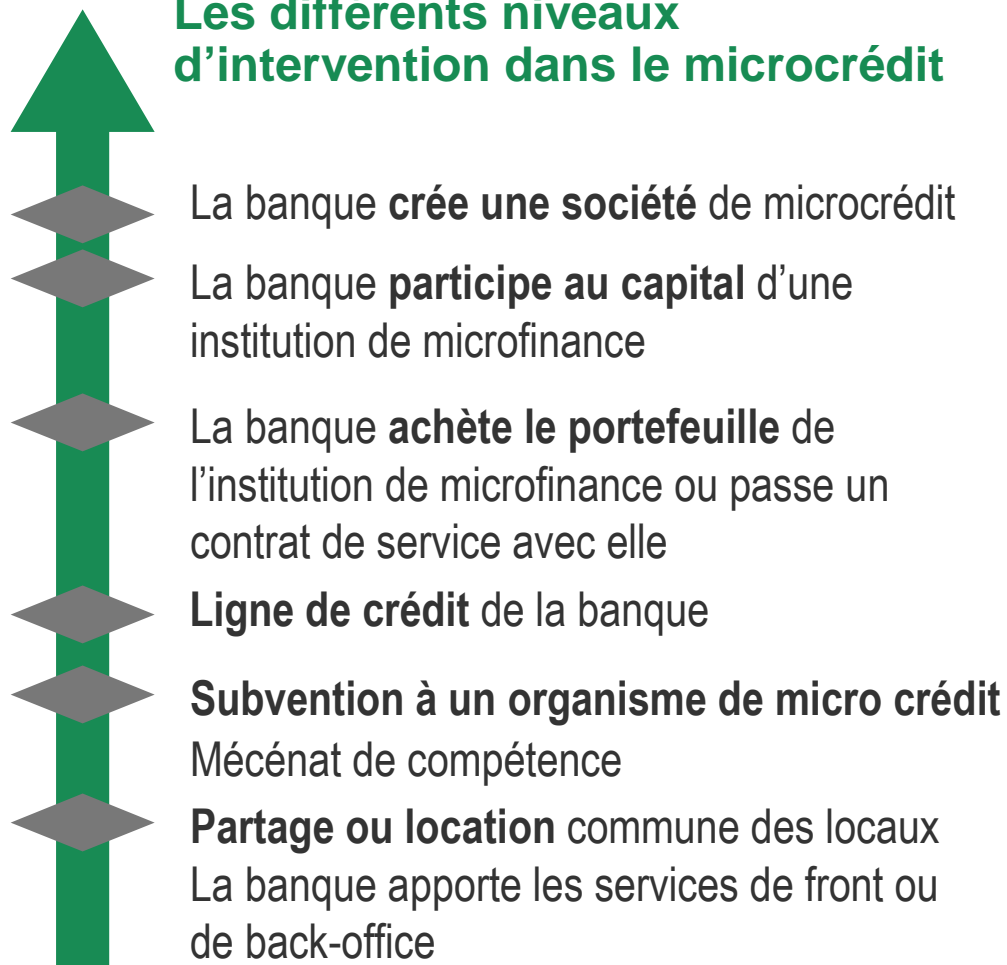 Les différents niveaux
d’intervention dans le microcrédit
La banque crée une société de microcrédit
La banque participe au capital d’une
institution de microfinance
La banque achète le portefeuille de
l’institution de microfinance ou passe un
contrat de service avec elle
Ligne de crédit de la banque
Subvention à un organisme de micro crédit
Mécénat de compétence
Partage ou location commune des locaux
La banque apporte les services de front ou
de back-office